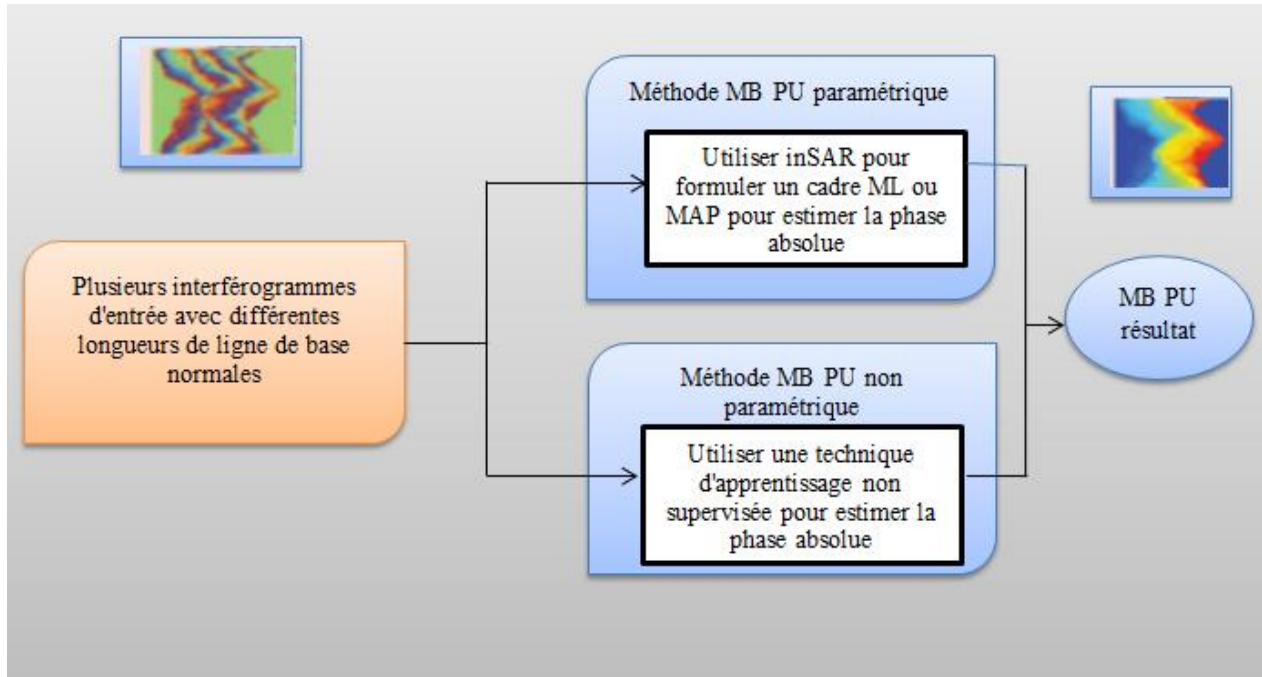 Plusieurs interférogrammes
d'entrée avec différentes
longueurs de ligne de base
normales
Méthode MB PU paramétrique
Utiliser inSAR pour
formuler un cadre ML ou
MAP pour estimer la phase
absolue
Méthode MB PU non
paramétrique
Utiliser une technique
d'apprentissage non
supervisée pour estimer la
phase absolue
MB PU
résultat